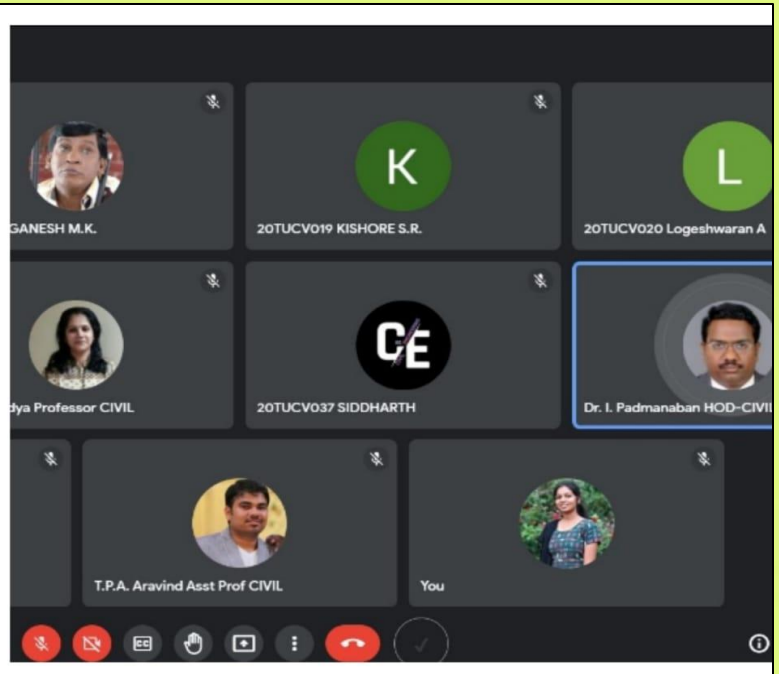 K
L
GANESH M.K.
20TUCV019 KISHORE S.R.
20TUCV020 Logeshwaran A
C/E
dya Professor CIVIL
20TUCV037 SIDDHARTH
Dr. I. Padmanaban HOD-CIVIL
T.P.A. Aravind Asst Prof CIVIL
You
CC